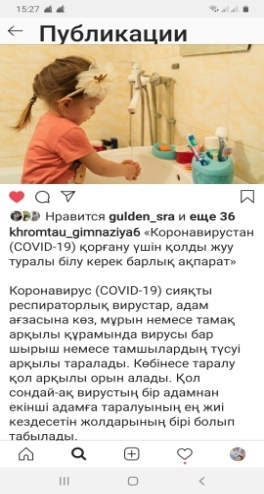 15:27
Публикации
Нравится gulden_sra и еще 36
khromtau_gimnaziya6 «Коронавирустан
(COVID-19) қорғану үшін қолды жуу
туралы білу керек барлық ақпарат»
Коронавирус (COVID-19) сияқты
респираторлық вирустар, адам
ағзасына көз, мұрын немесе тамақ
арқылы құрамында вирусы бар
шырыш немесе тамшылардың түсуі
арқылы таралады. Көбінесе таралу
қол арқылы орын алады. Қол
сондай-ақ вирустың бір адамнан
екінші адамға таралуының ең жиі
кездесетін жолдарының бірі болып
табылады.